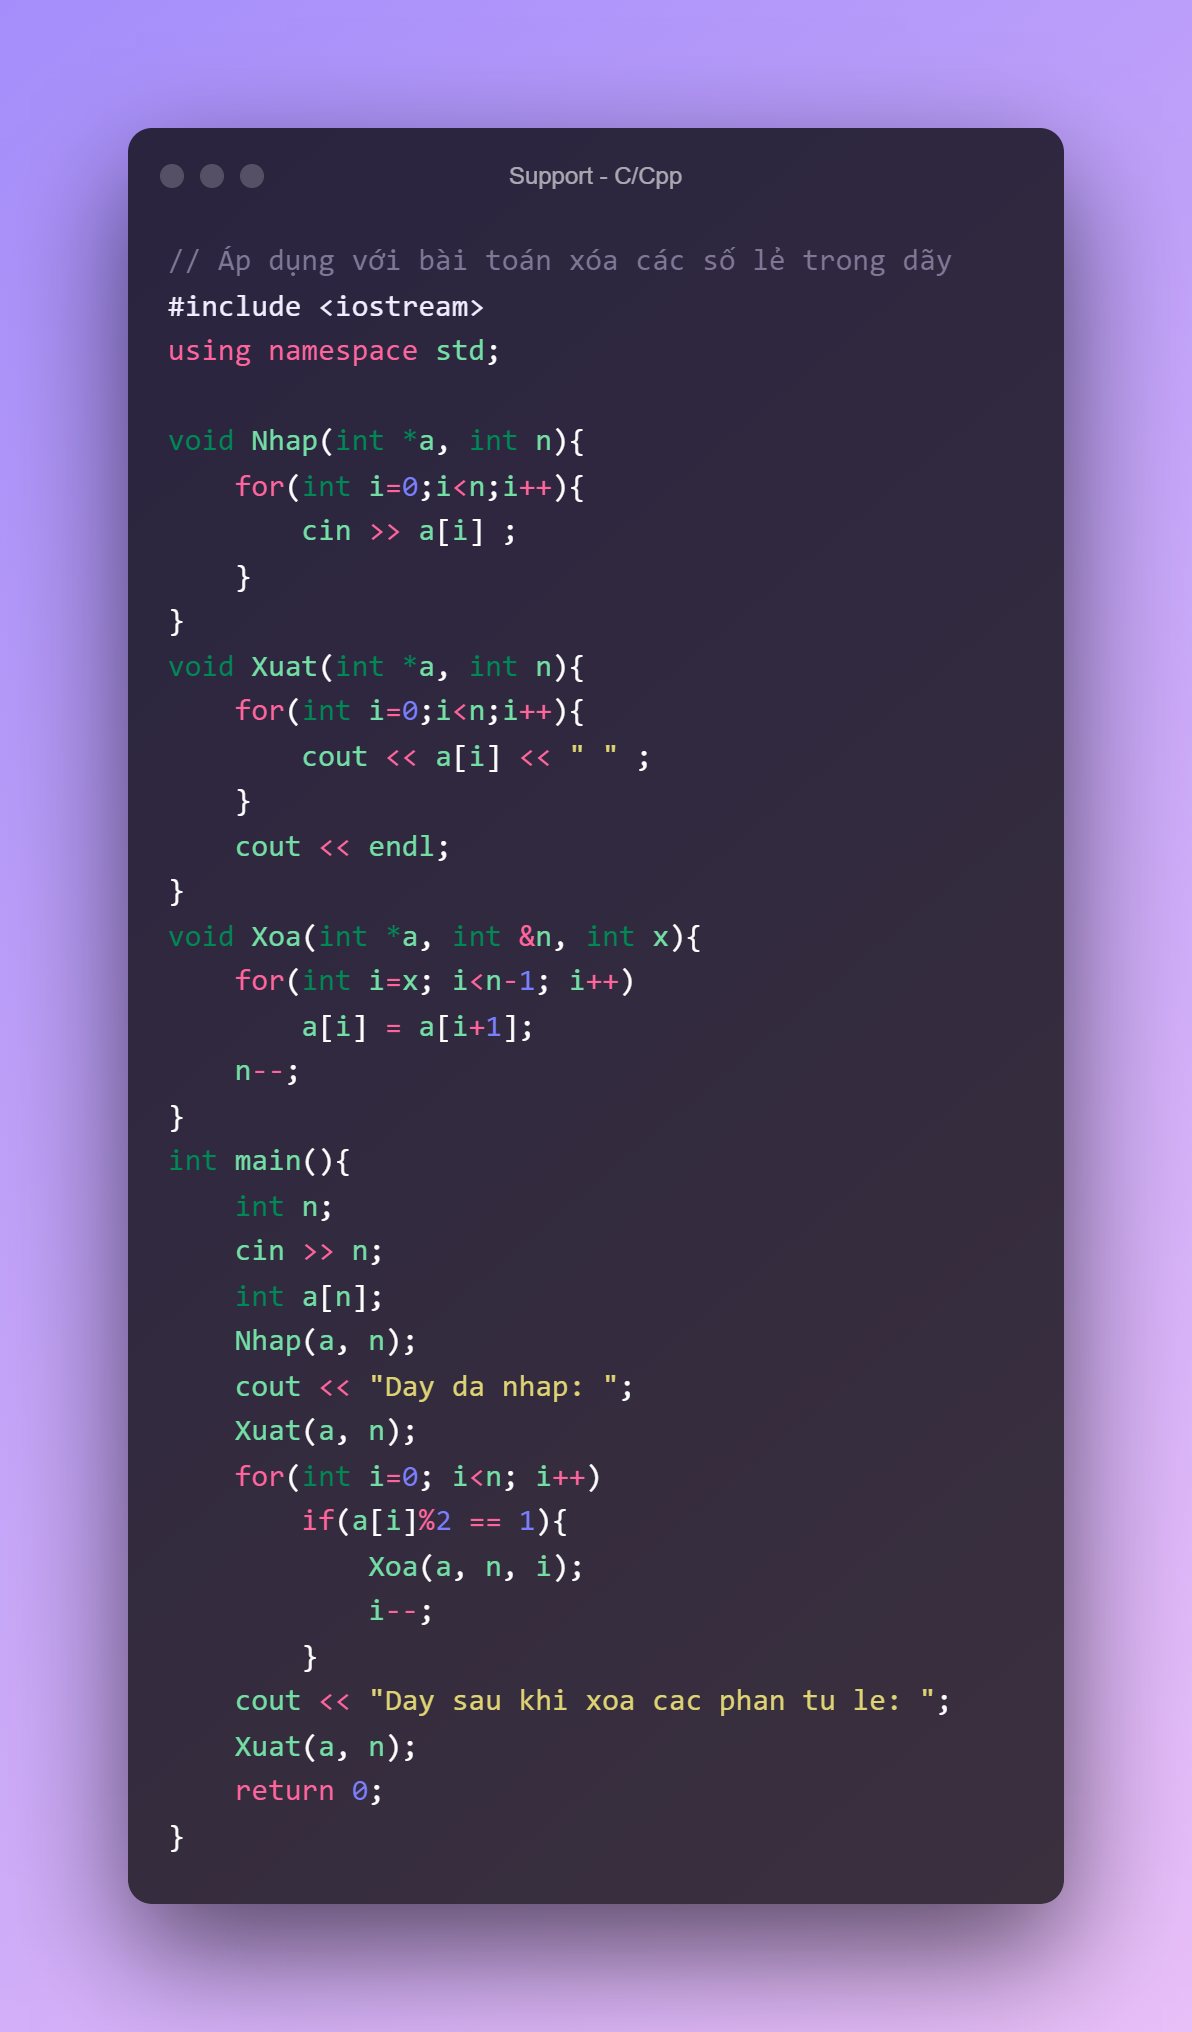 Support - C/Cpp
// Áp dụng với bài toán xóa các số lẻ trong dãy
#include <iostream>
using namespace std;

void Nhap(int *a, int n){
    for(int i=0;i<n;i++){
        cin >> a[i] ;
    }
}
void Xuat(int *a, int n){
    for(int i=0;i<n;i++){
        cout << a[i] << " " ;
    }
    cout << endl;
}
void Xoa(int *a, int &n, int x){
    for(int i=x; i<n-1; i++)
        a[i] = a[i+1];
    n--;
}
int main(){
    int n;
    cin >> n;
    int a[n];
    Nhap(a, n);
    cout << "Day da nhap: ";
    Xuat(a, n);
    for(int i=0; i<n; i++)
        if(a[i]%2 == 1){
            Xoa(a, n, i);
            i--;
        }
    cout << "Day sau khi xoa cac phan tu le: ";
    Xuat(a, n);
    return 0;
}